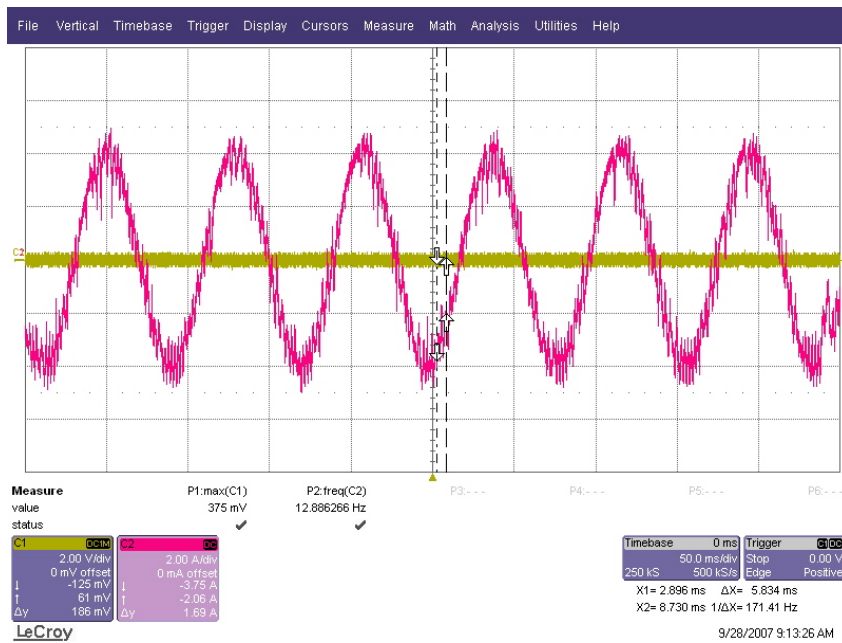 File Vertical Timebase Trigger Display Cursors Measure Math Analysis Utilities Help
C2
Measure P1:max(C1) P2:freq(C2) P3:- - - P4:- - - P5:- - - P6:- - -
value 375 mV 12.886266 Hz
status
C1 DC1M
2.00 V/div
0 mV offset
-125 mV
61 mV
Δy 186 mV
C2 DC
2.00 A/div
0 mA offset
-3.75 A
-2.06 A
Δy 1.69 A
Timebase 0 ms
50.0 ms/div
250 kS 500 kS/s
Trigger C1 DC
Stop 0.00 V
Edge Positive
X1= 2.896 ms ΔX= 5.834 ms
X2= 8.730 ms 1/ΔX= 171.41 Hz
LeCroy
9/28/2007 9:13:26 AM